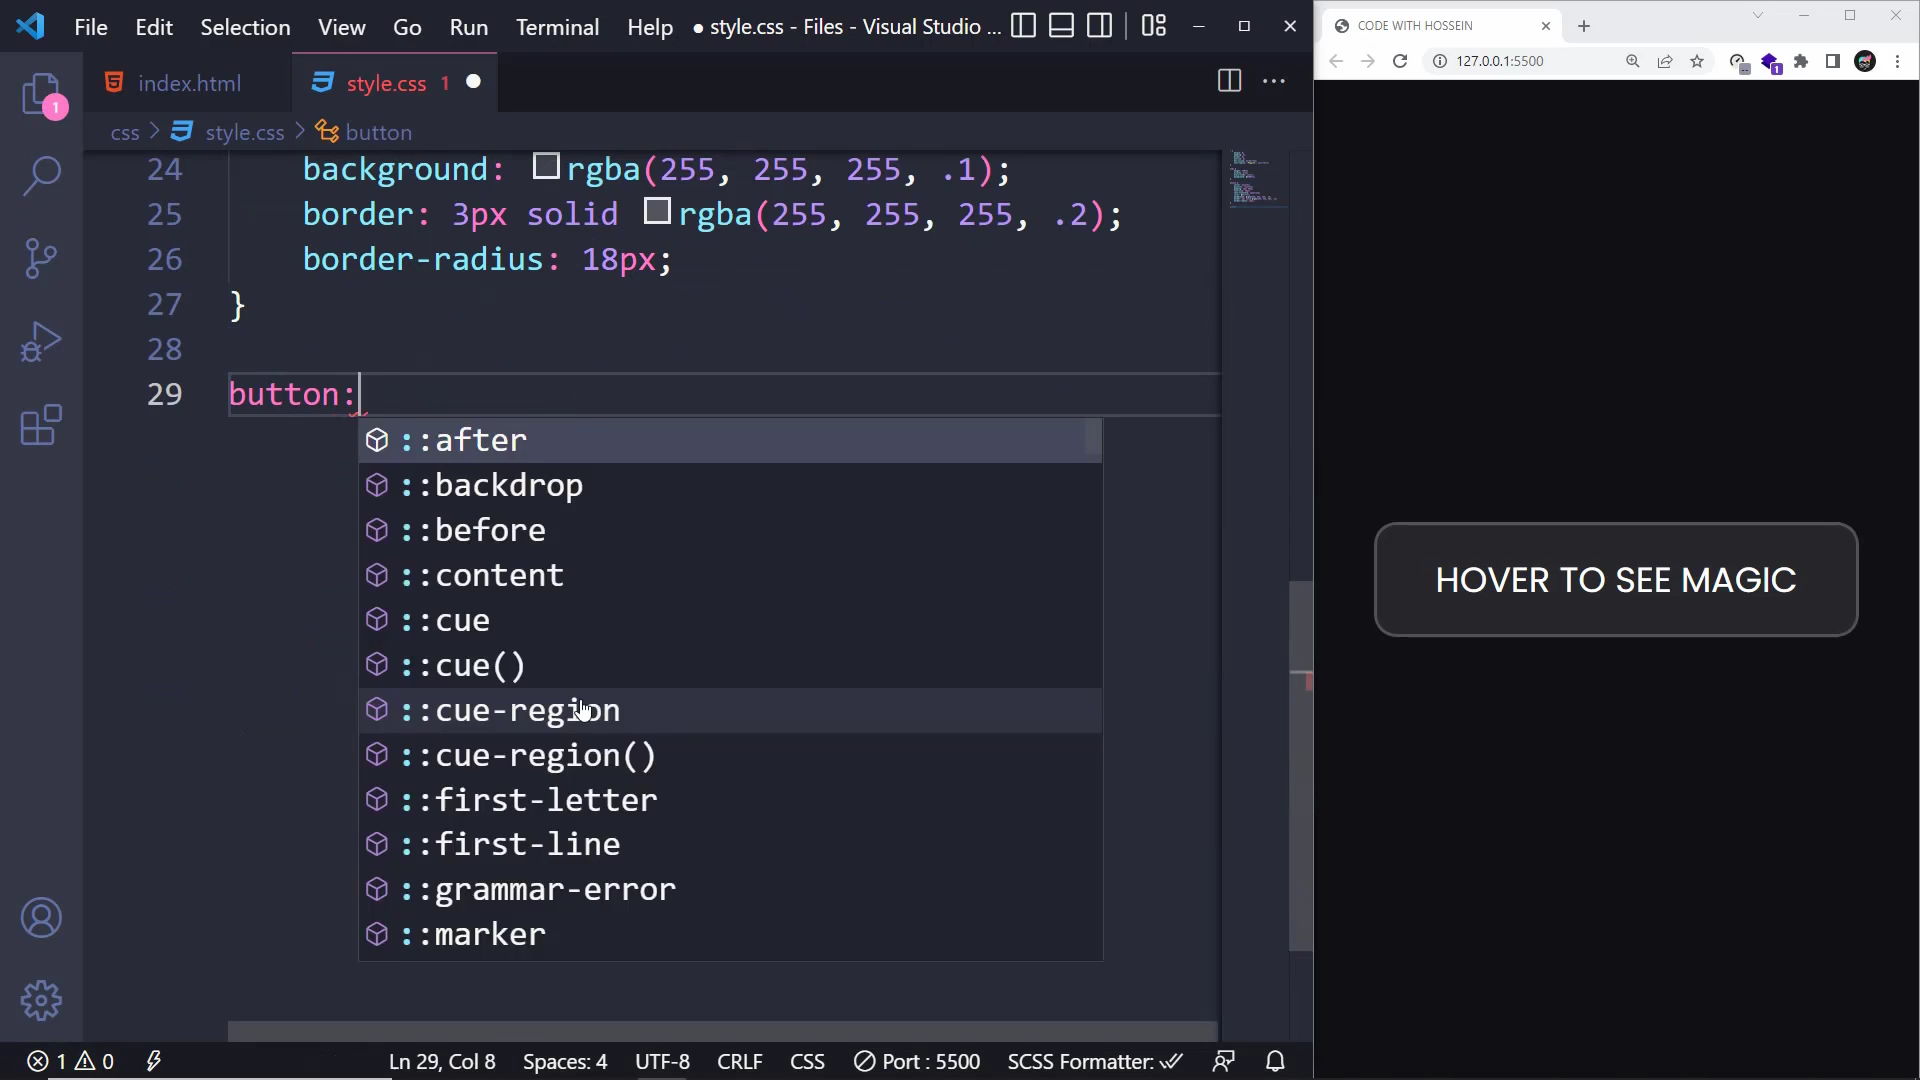 File Edit Selection View Go Run Terminal Help ● style.css - Files - Visual Studio ...
CODE WITH HOSSEIN
127.0.0.1:5500
1
1
index.html style.css 1
css > style.css > button
24 background: rgba(255, 255, 255, .1);
25 border: 3px solid rgba(255, 255, 255, .2);
26 border-radius: 18px;
27 }
28
29 button:
::after
::backdrop
::before
::content
::cue
::cue()
::cue-region
::cue-region()
::first-letter
::first-line
::grammar-error
::marker
HOVER TO SEE MAGIC
1 0 Ln 29, Col 8 Spaces: 4 UTF-8 CRLF CSS Port : 5500 SCSS Formatter: